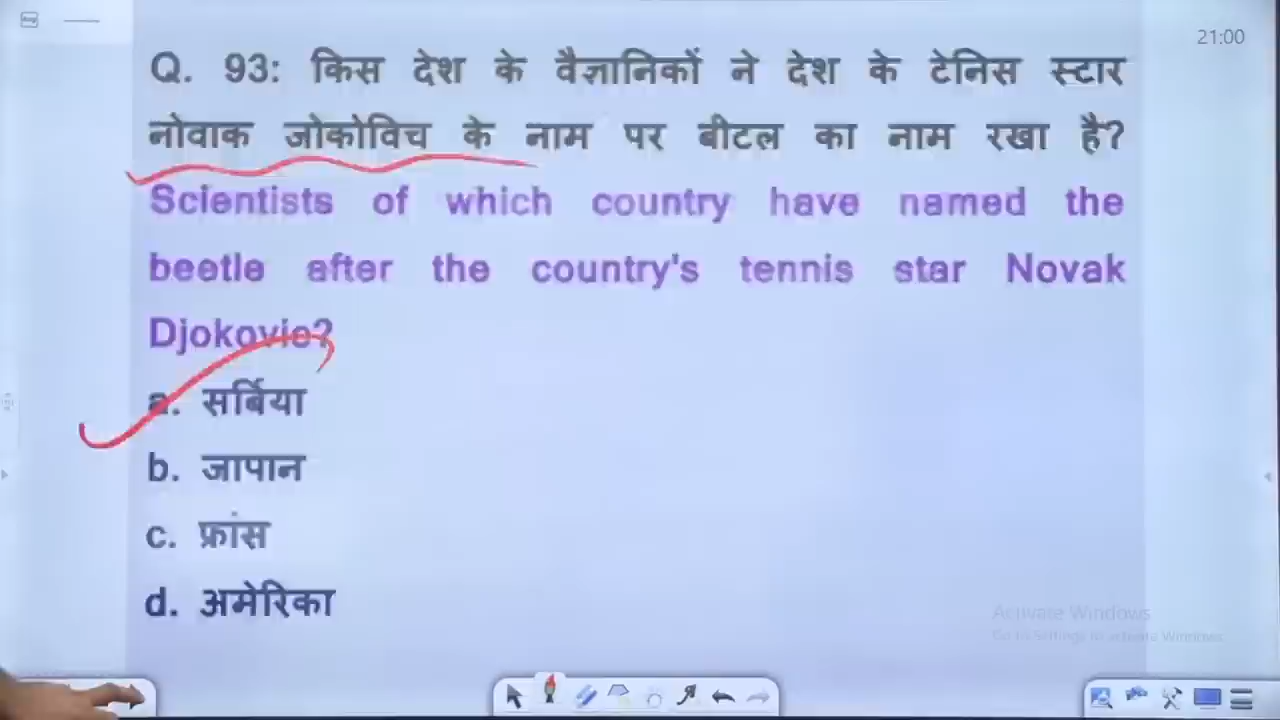 21:00
Q. 93: किस देश के वैज्ञानिकों ने देश के टेनिस स्टार
नोवाक जोकोविच के नाम पर बीटल का नाम रखा है?
Scientists of which country have named the
beetle after the country's tennis star Novak
Djokovic?
a. सर्बिया
b. जापान
c. फ्रांस
d. अमेरिका
Activate Windows
Go to Settings to activate Windows.